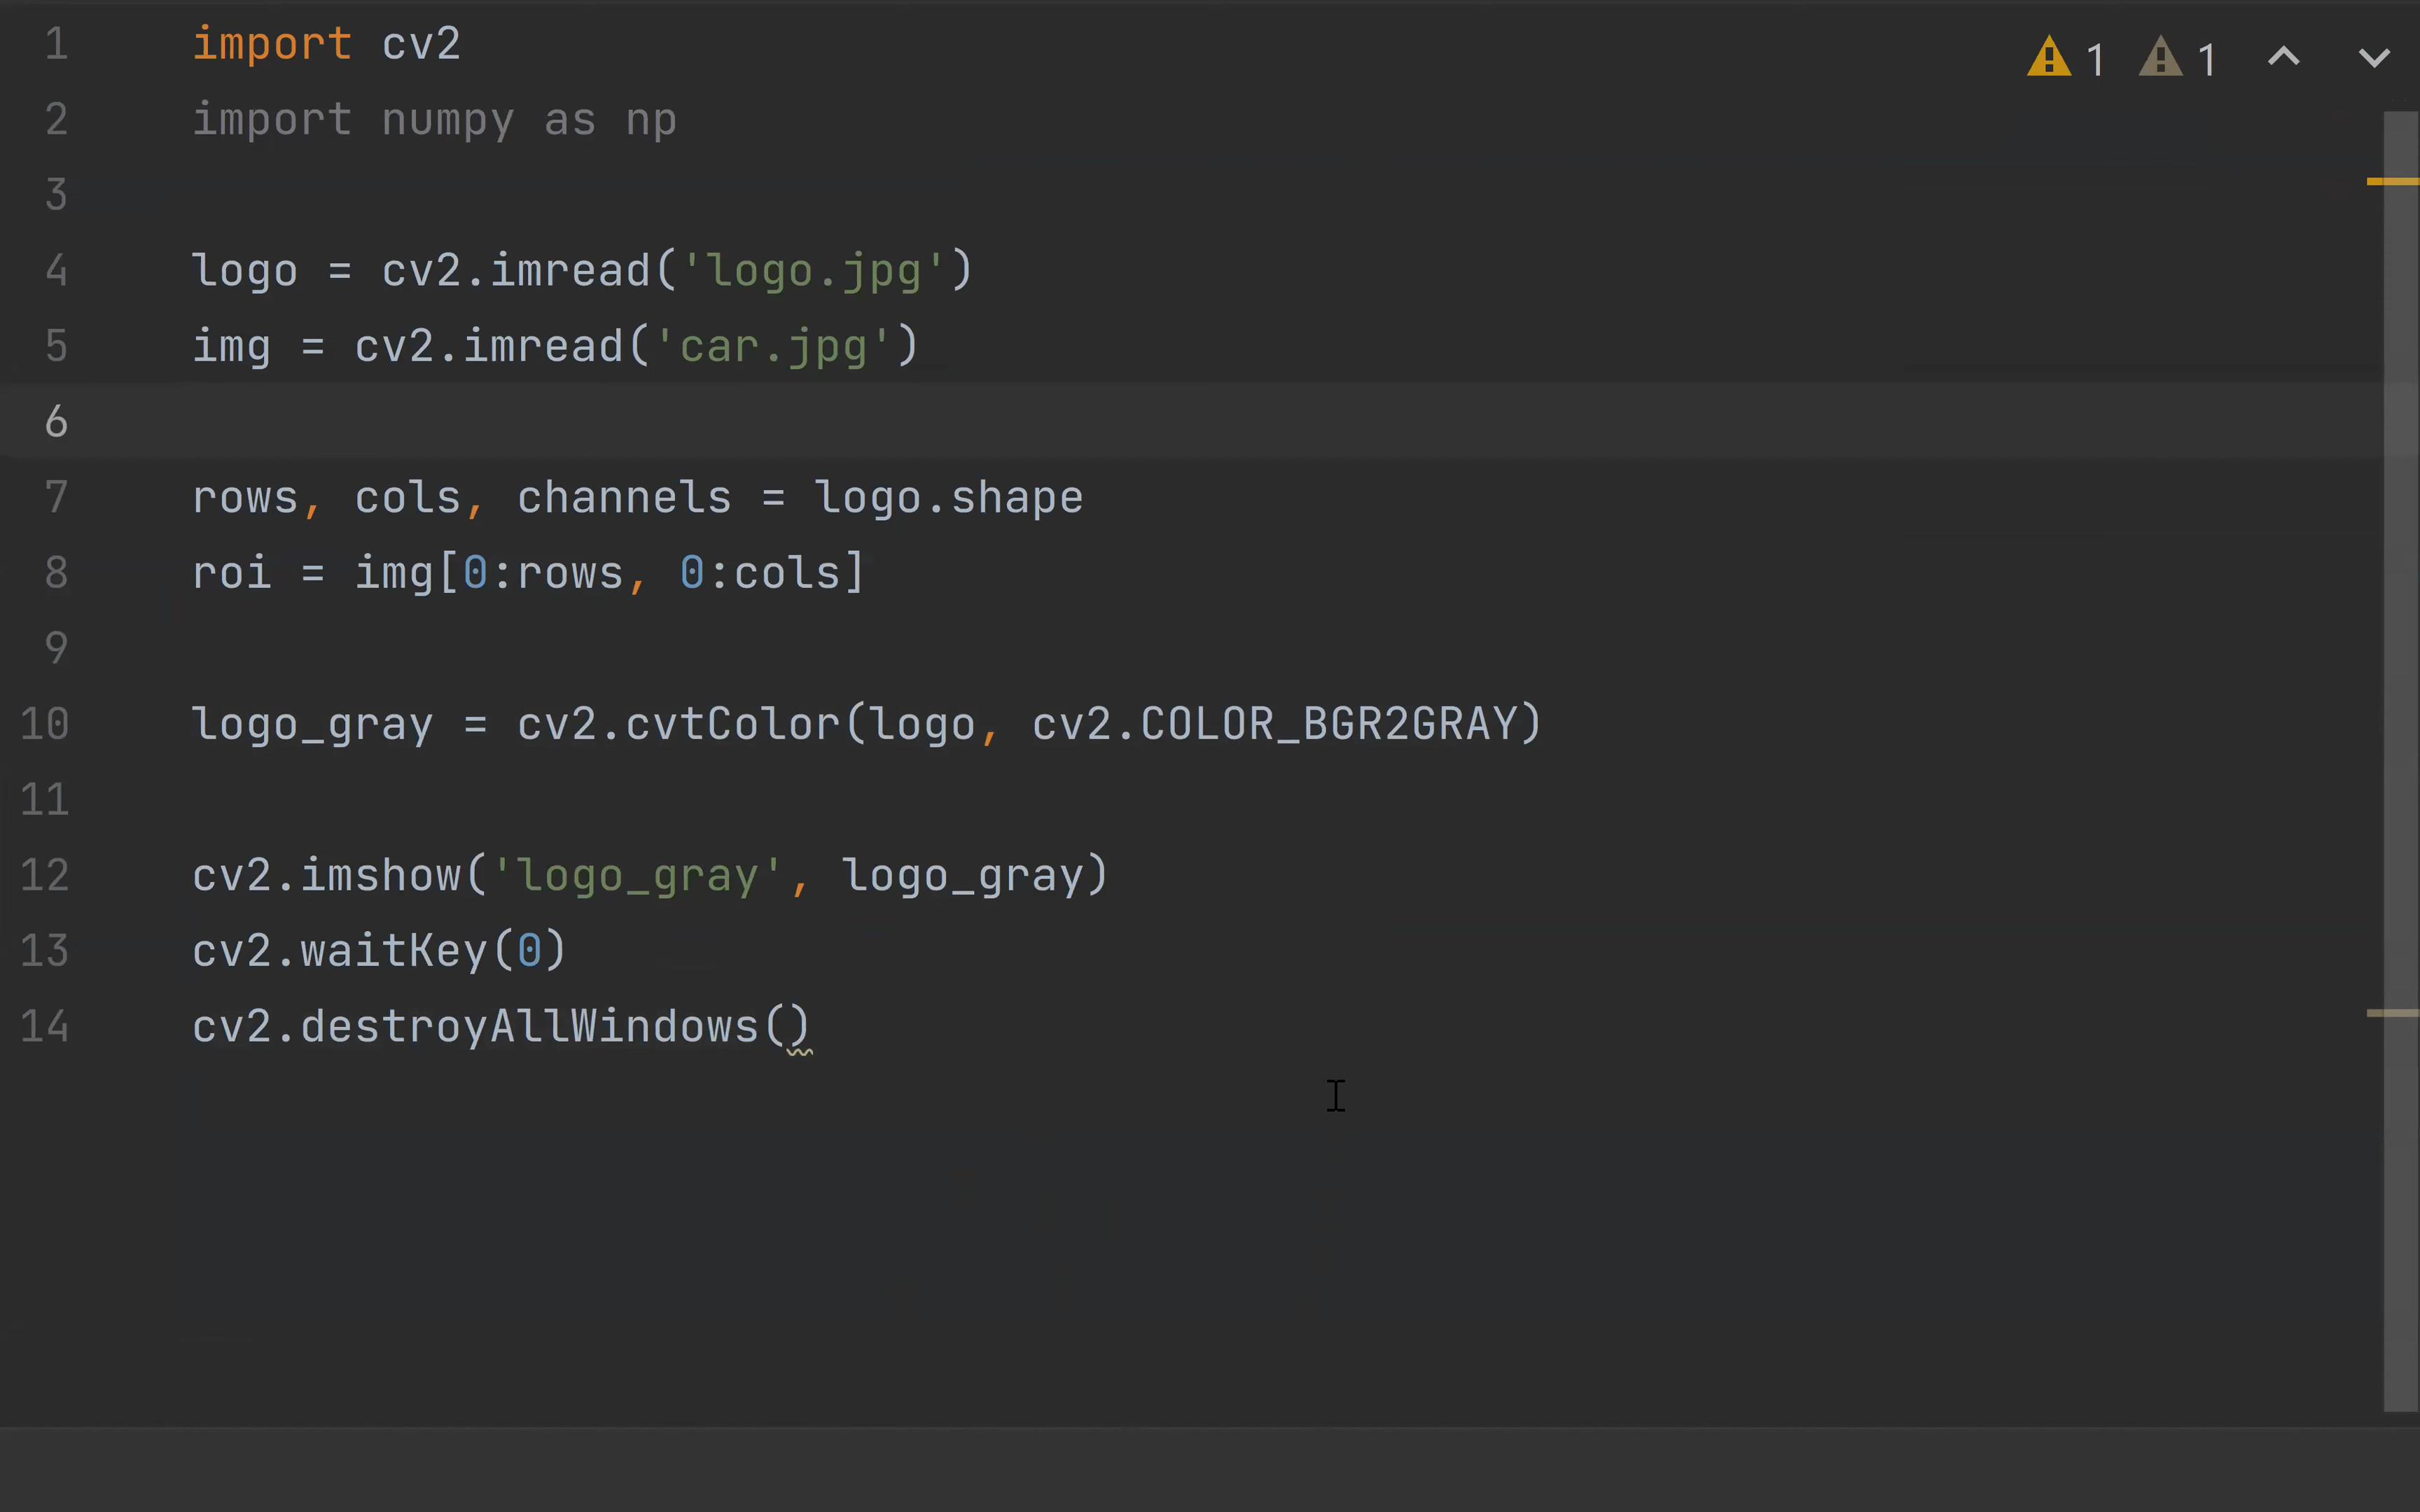 1 import cv2
2 import numpy as np
3
4 logo = cv2.imread('logo.jpg')
5 img = cv2.imread('car.jpg')
6
7 rows, cols, channels = logo.shape
8 roi = img[0:rows, 0:cols]
9
10 logo_gray = cv2.cvtColor(logo, cv2.COLOR_BGR2GRAY)
11
12 cv2.imshow('logo_gray', logo_gray)
13 cv2.waitKey(0)
14 cv2.destroyAllWindows()
1 1